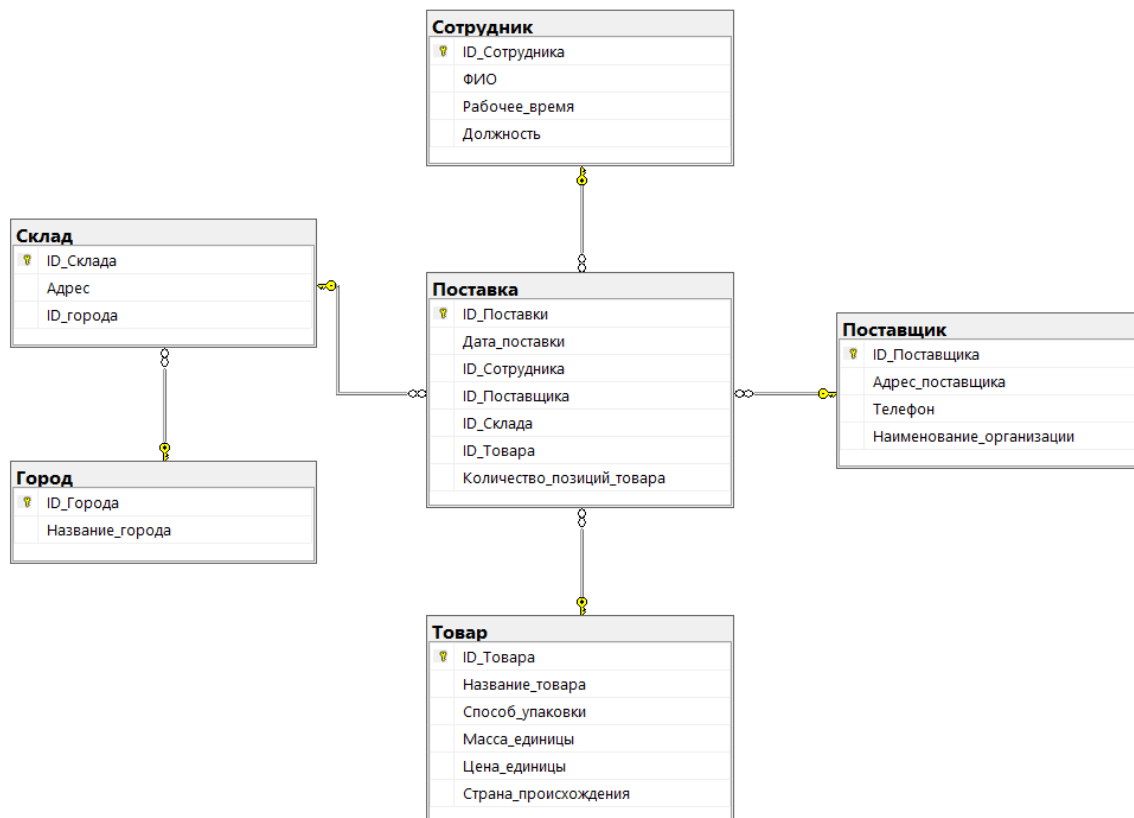 Сотрудник
ID_Сотрудника
ФИО
Рабочее_время
Должность
Склад
ID_Склада
Адрес
ID_города
Поставка
ID_Поставки
Дата_поставки
ID_Сотрудника
ID_Поставщика
ID_Склада
ID_Товара
Количество_позиций_товара
Поставщик
ID_Поставщика
Адрес_поставщика
Телефон
Наименование_организации
Город
ID_Города
Название_города
Товар
ID_Товара
Название_товара
Способ_упаковки
Масса_единицы
Цена_единицы
Страна_происхождения